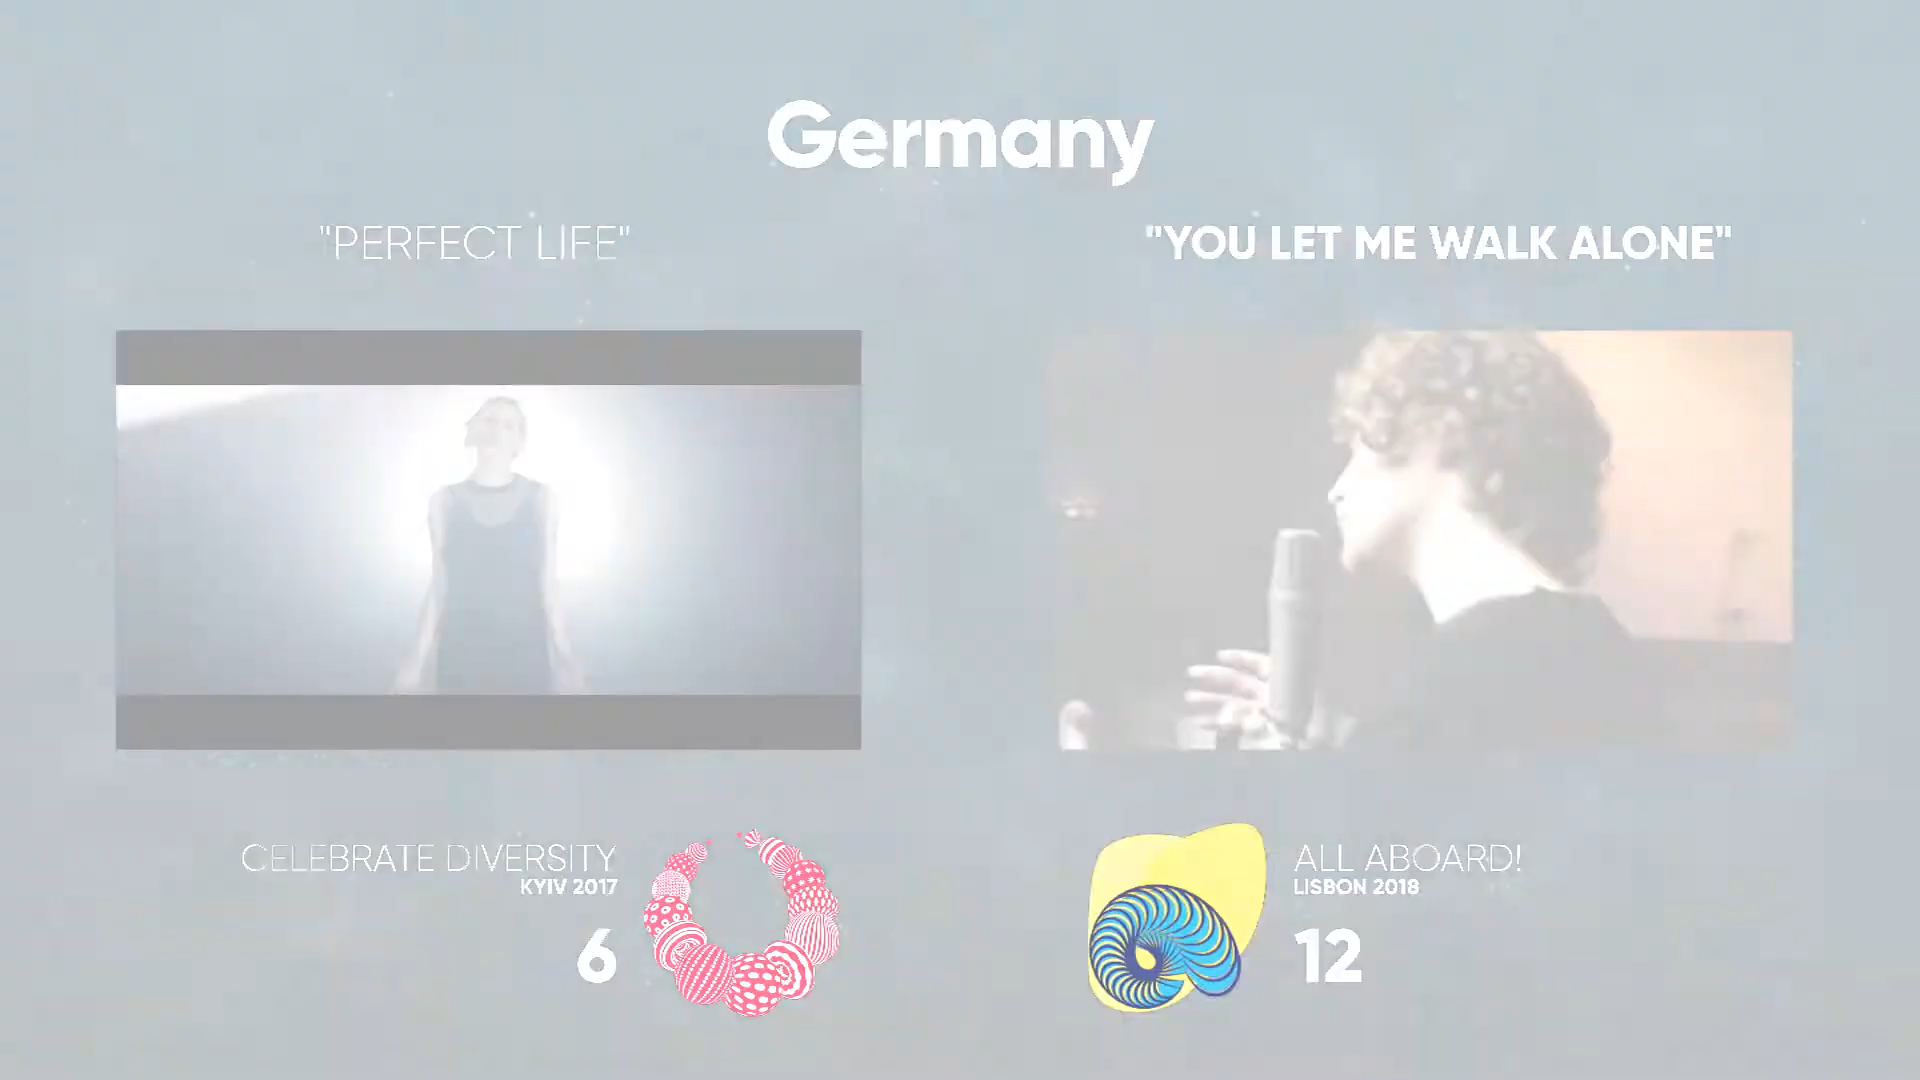 Germany
"PERFECT LIFE"
"YOU LET ME WALK ALONE"
CELEBRATE DIVERSITY
KYIV 2017
6
ALL ABOARD!
LISBON 2018
12